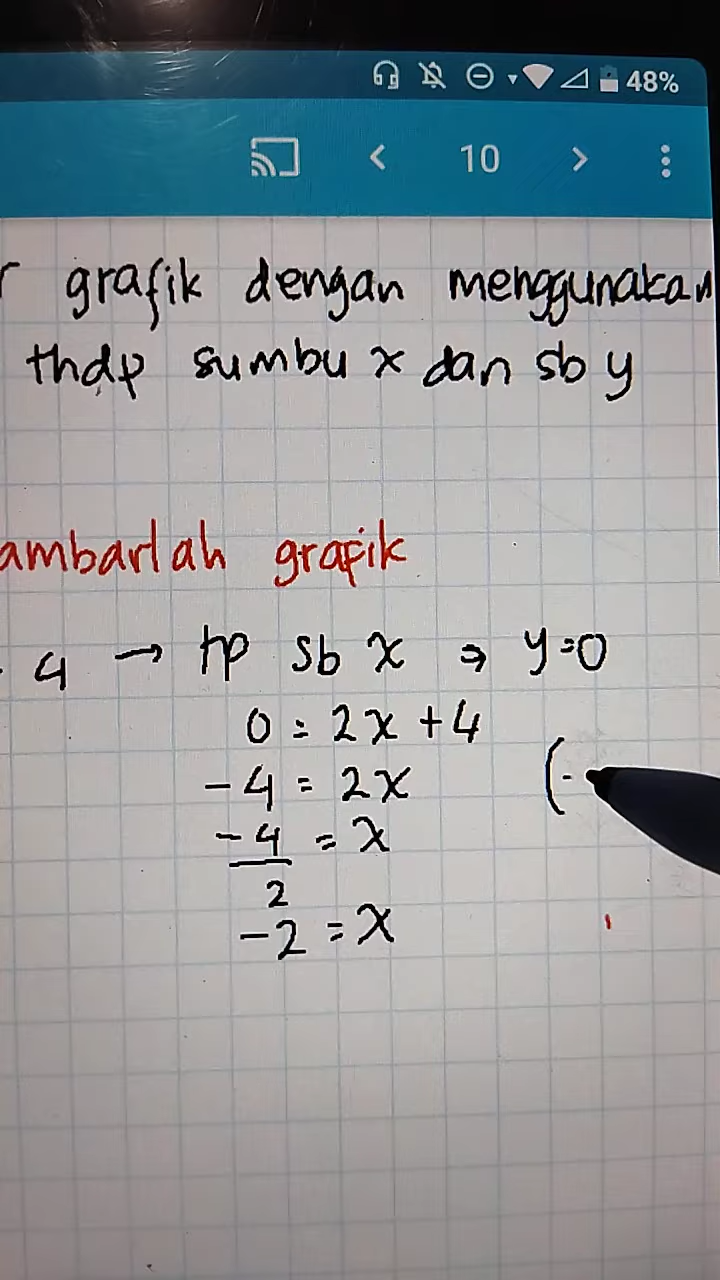 48%
10
r grafik dengan menggunakan
thdp sumbu x dan sb y
ambarlah grafik
4 → tp sb x ⇒ y=0
0 = 2x + 4
-4 = 2x
-4/2 = x
-2 = x
(-